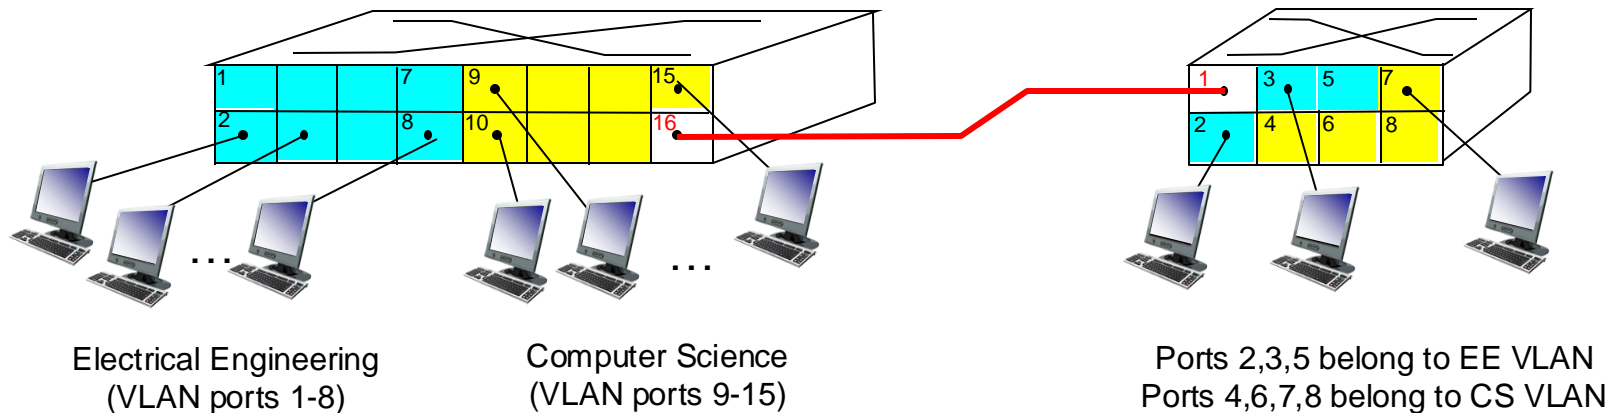 1 7 9 15
2 8 10 16
1 3 5 7
2 4 6 8
... ...
Electrical Engineering
(VLAN ports 1-8)
Computer Science
(VLAN ports 9-15)
Ports 2,3,5 belong to EE VLAN
Ports 4,6,7,8 belong to CS VLAN